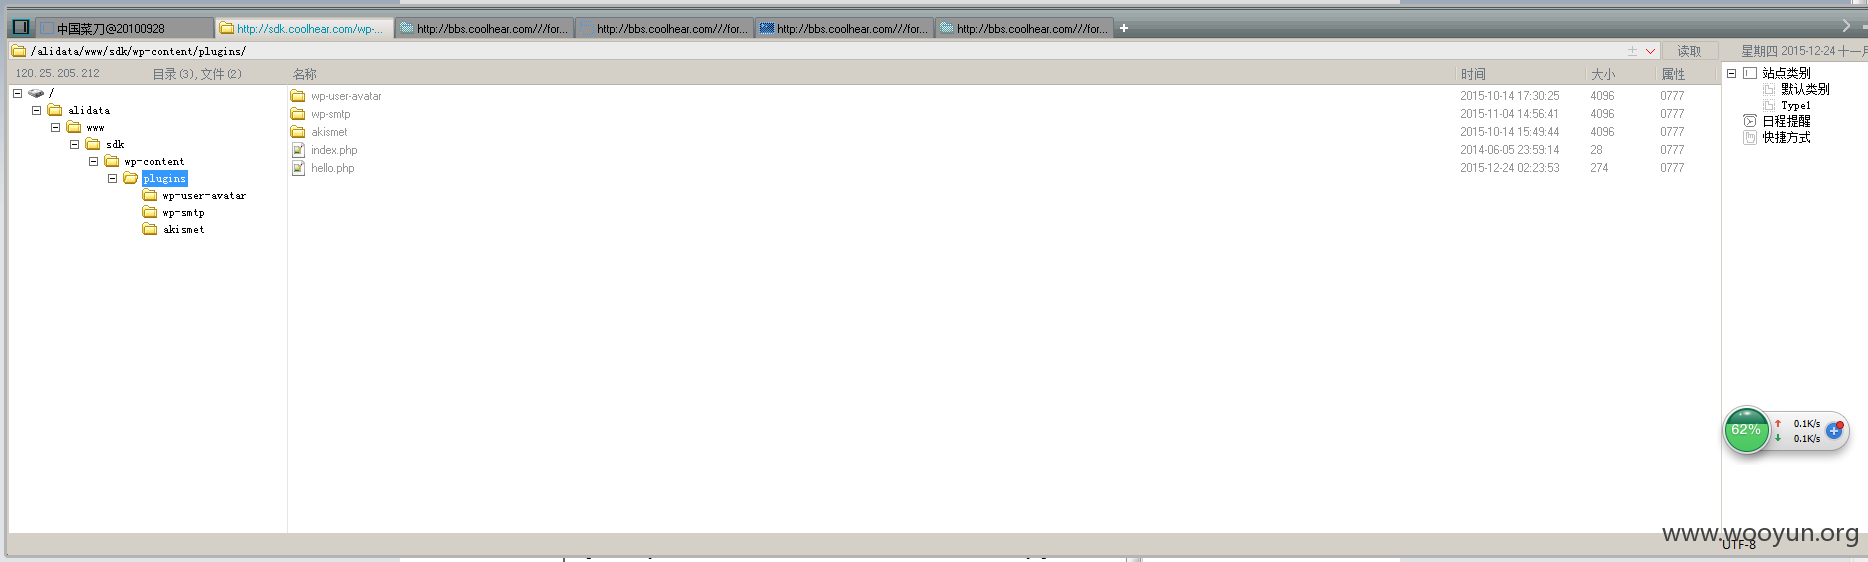 中国菜刀@20100928
http://sdk.coolhear.com/wp-...
http://bbs.coolhear.com///for...
http://bbs.coolhear.com///for...
http://bbs.coolhear.com///for...
http://bbs.coolhear.com///for...
/alidata/www/sdk/wp-content/plugins/
读取
星期四 2015-12-24 十一月
120.25.205.212 目录(3),文件(2)
名称 时间 大小 属性
/
alidata
www
sdk
wp-content
plugins
wp-user-avatar
wp-smtp
akismet
wp-user-avatar 2015-10-14 17:30:25 4096 0777
wp-smtp 2015-11-04 14:56:41 4096 0777
akismet 2015-10-14 15:49:44 4096 0777
index.php 2014-06-05 23:59:14 28 0777
hello.php 2015-12-24 02:23:53 274 0777
站点类别
默认类别
Type1
日程提醒
快捷方式
62%
0.1K/s
0.1K/s
www.wooyun.org
UTF-8